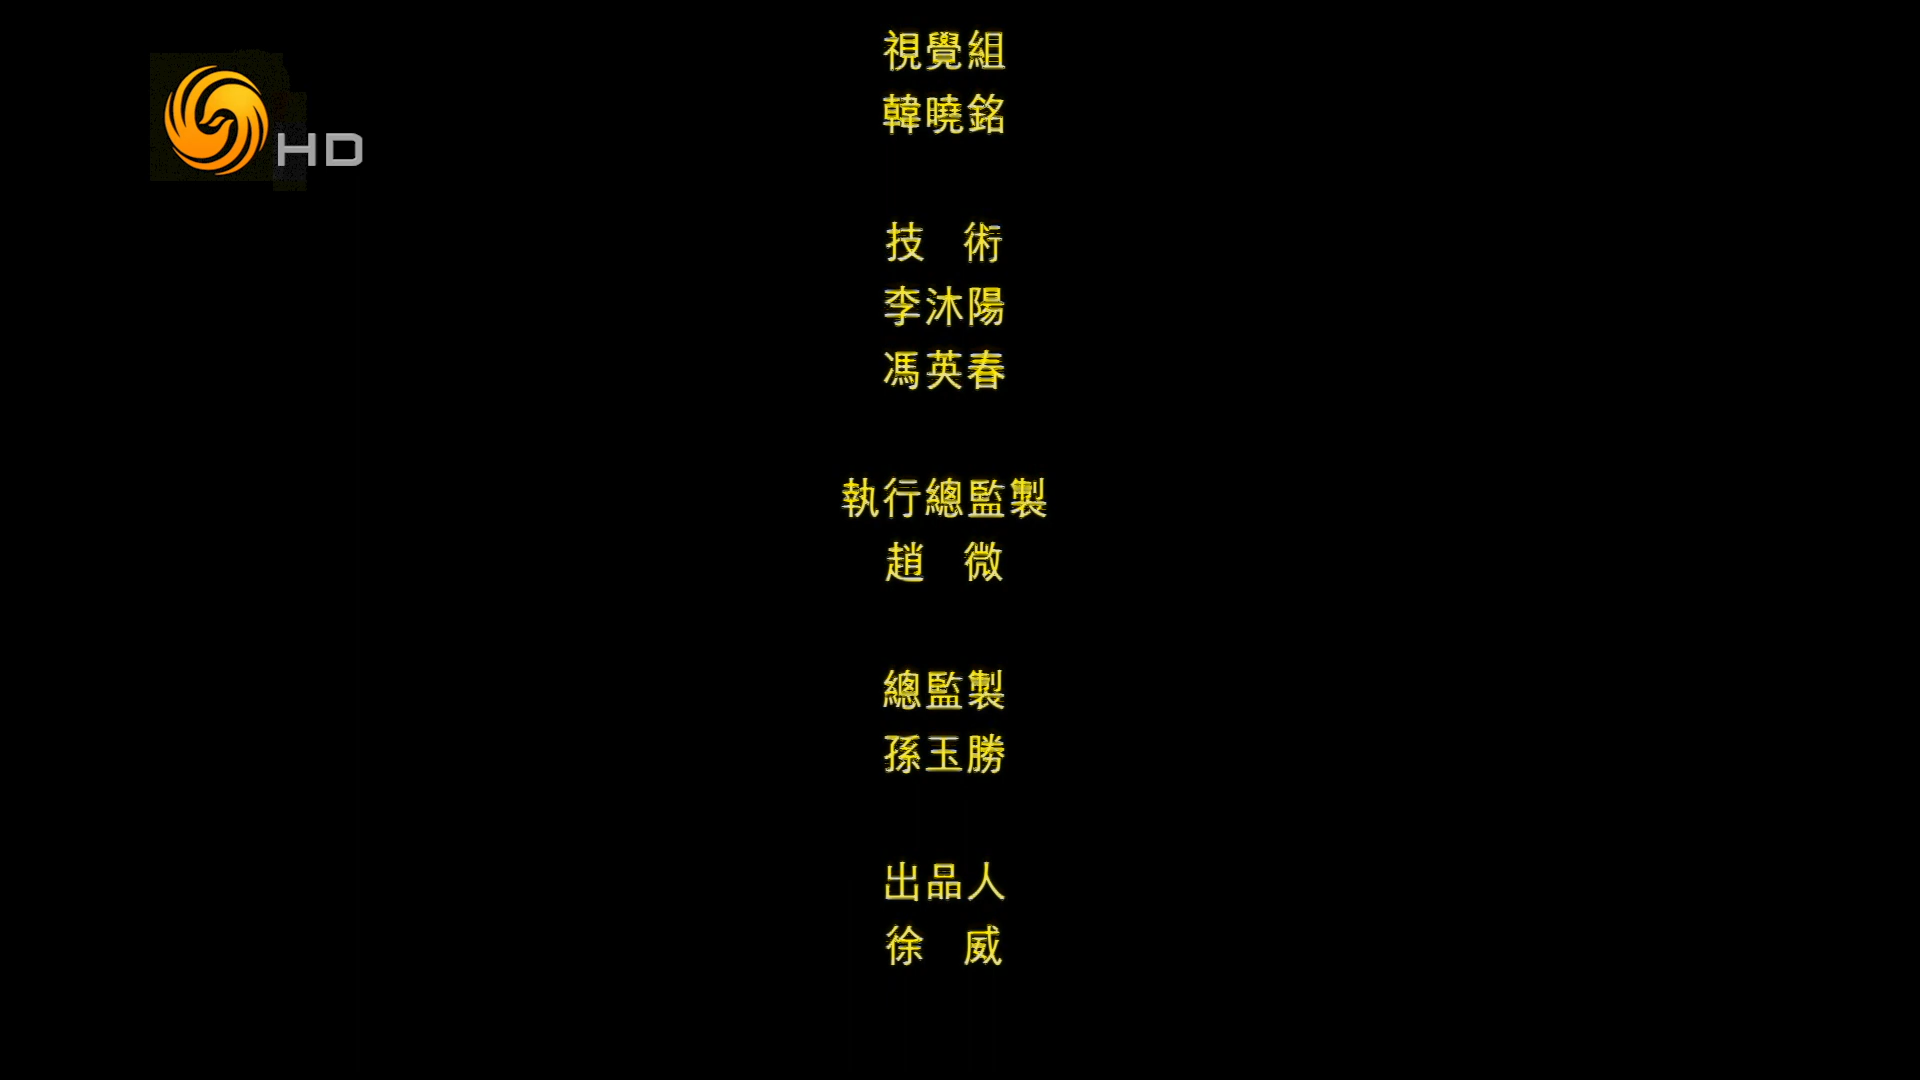 HD
視覺組
韓曉銘
技 術
李沐陽
馮英春
執行總監製
趙 微
總監製
孫玉勝
出品人
徐 威